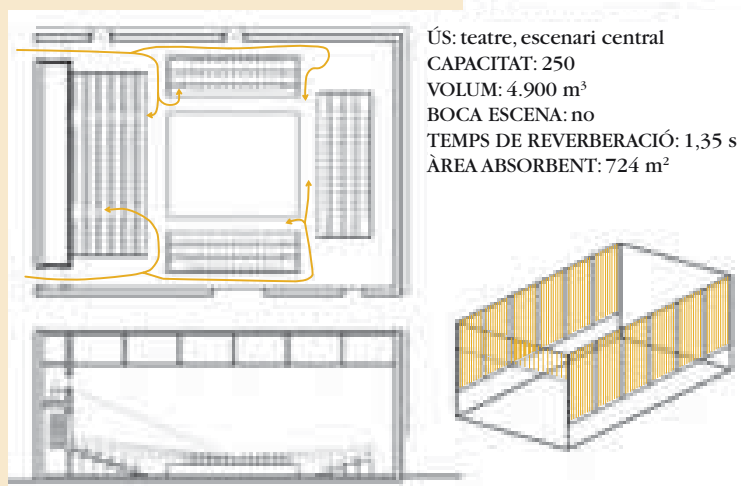 ÚS: teatre, escenari central
CAPACITAT: 250
VOLUM: 4.900 m³
BOCA ESCENA: no
TEMPS DE REVERBERACIÓ: 1,35 s
ÀREA ABSORBENT: 724 m²